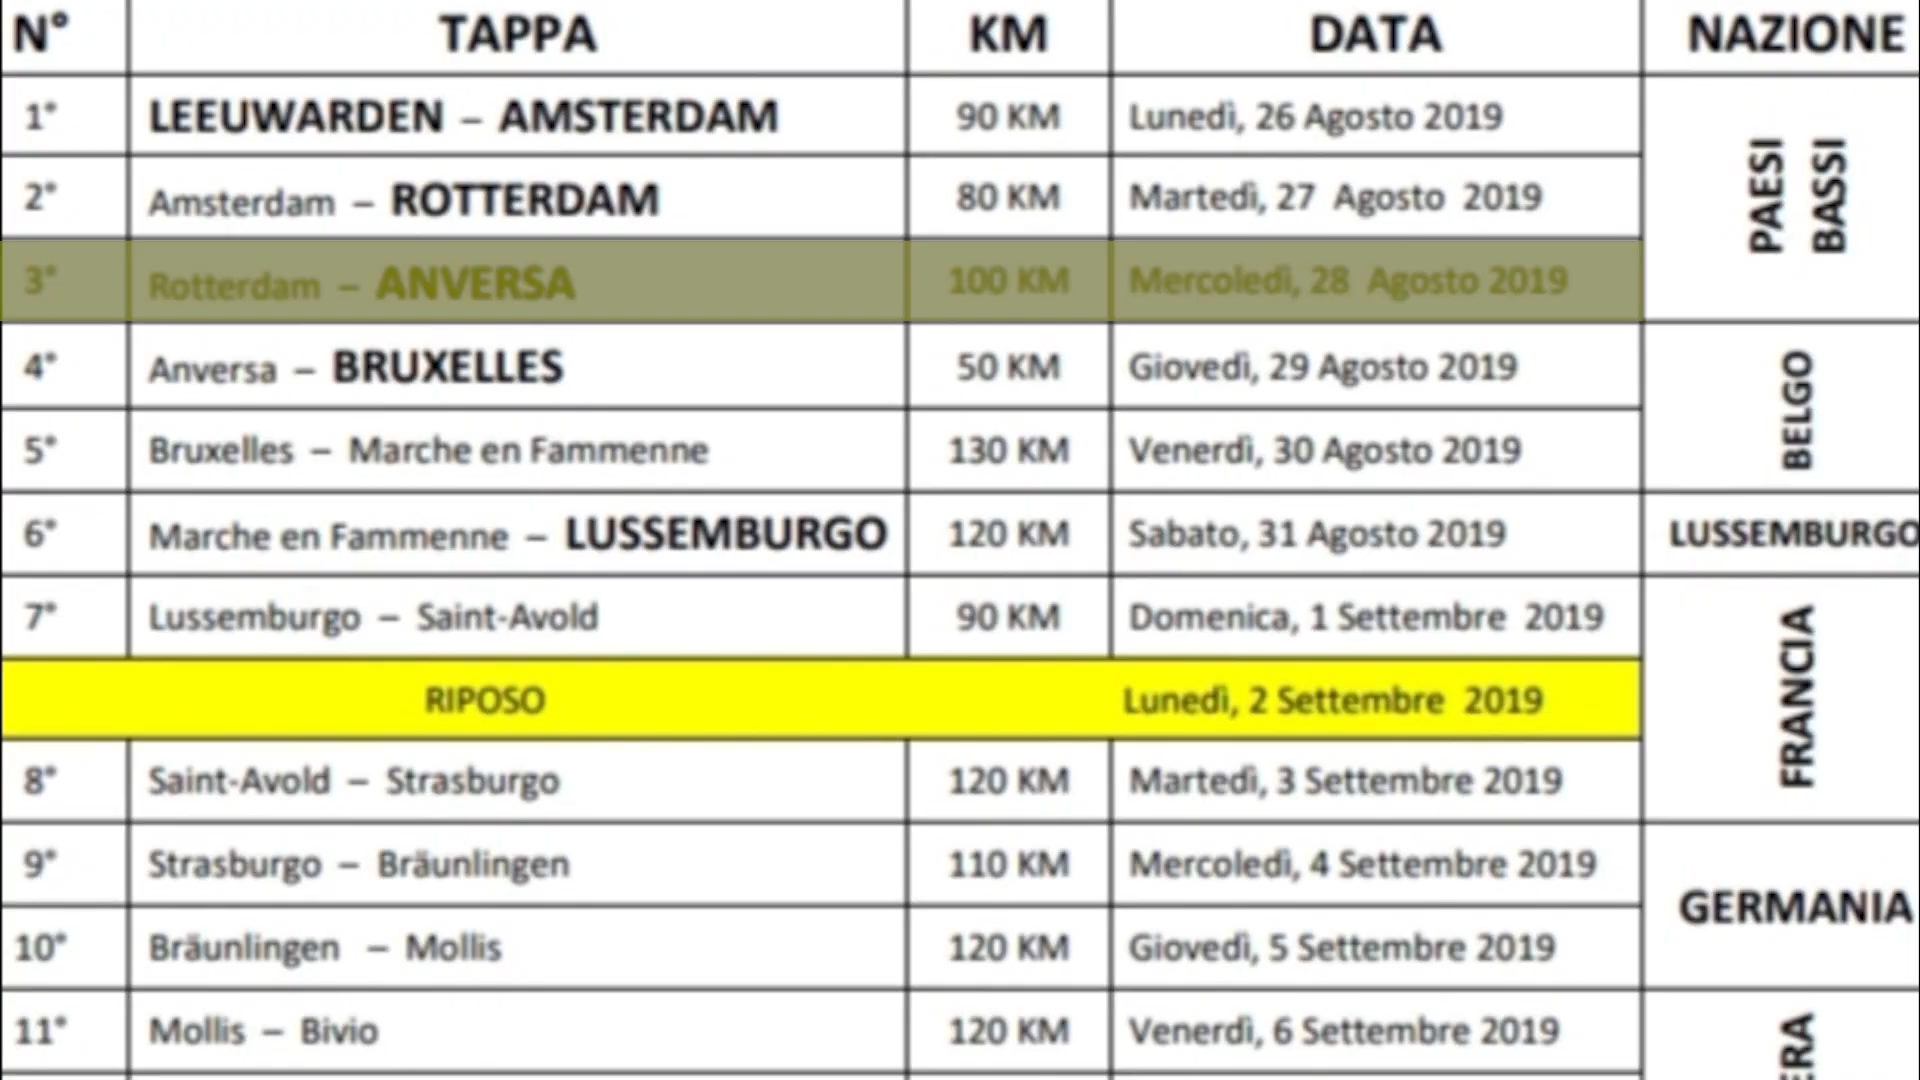 N° TAPPA KM DATA NAZIONE
1° LEEUWARDEN – AMSTERDAM 90 KM Lunedì, 26 Agosto 2019
2° Amsterdam – ROTTERDAM 80 KM Martedì, 27 Agosto 2019
PAESI
BASSI
3° Rotterdam – ANVERSA 100 KM Mercoledì, 28 Agosto 2019
4° Anversa – BRUXELLES 50 KM Giovedì, 29 Agosto 2019
BELGO
5° Bruxelles – Marche en Fammenne 130 KM Venerdì, 30 Agosto 2019
6° Marche en Fammenne – LUSSEMBURGO 120 KM Sabato, 31 Agosto 2019 LUSSEMBURGO
7° Lussemburgo – Saint-Avold 90 KM Domenica, 1 Settembre 2019
RIPOSO Lunedì, 2 Settembre 2019
FRANCIA
8° Saint-Avold – Strasburgo 120 KM Martedì, 3 Settembre 2019
9° Strasburgo – Bräunlingen 110 KM Mercoledì, 4 Settembre 2019
GERMANIA
10° Bräunlingen – Mollis 120 KM Giovedì, 5 Settembre 2019
11° Mollis – Bivio 120 KM Venerdì, 6 Settembre 2019
ERA